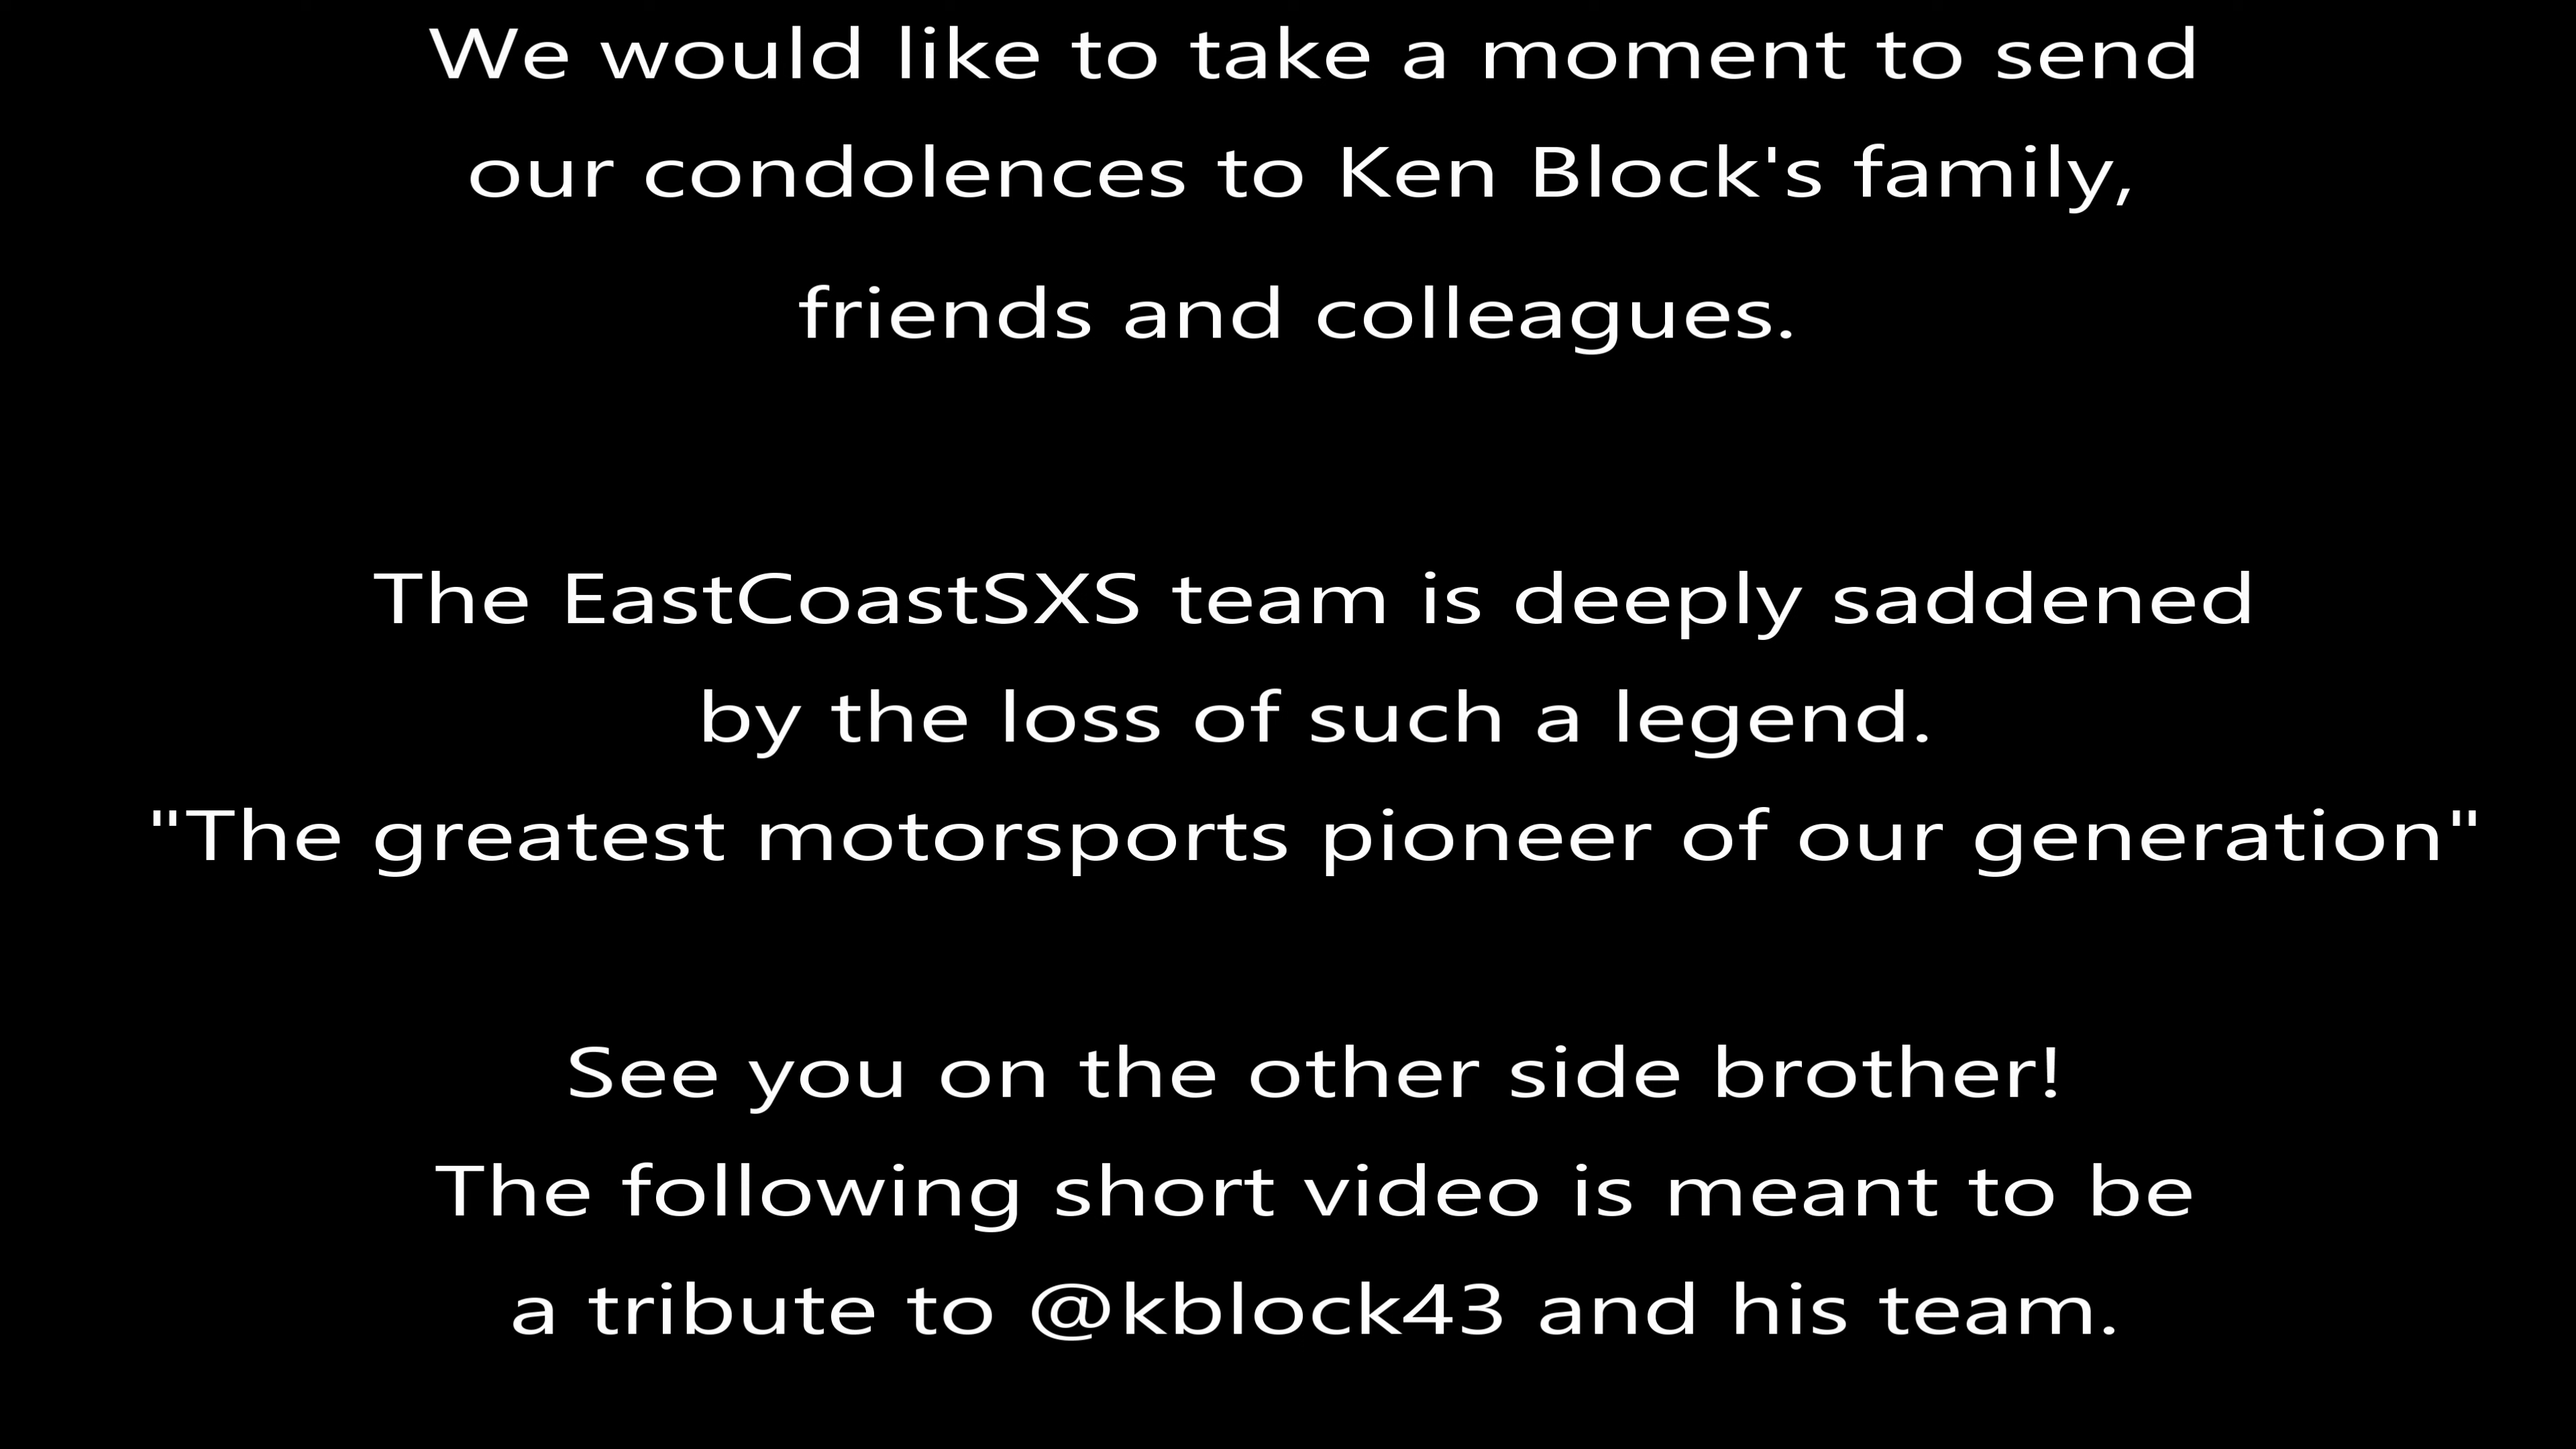 We would like to take a moment to send
our condolences to Ken Block's family,
friends and colleagues.
The EastCoastSXS team is deeply saddened
by the loss of such a legend.
"The greatest motorsports pioneer of our generation"
See you on the other side brother!
The following short video is meant to be
a tribute to @kblock43 and his team.